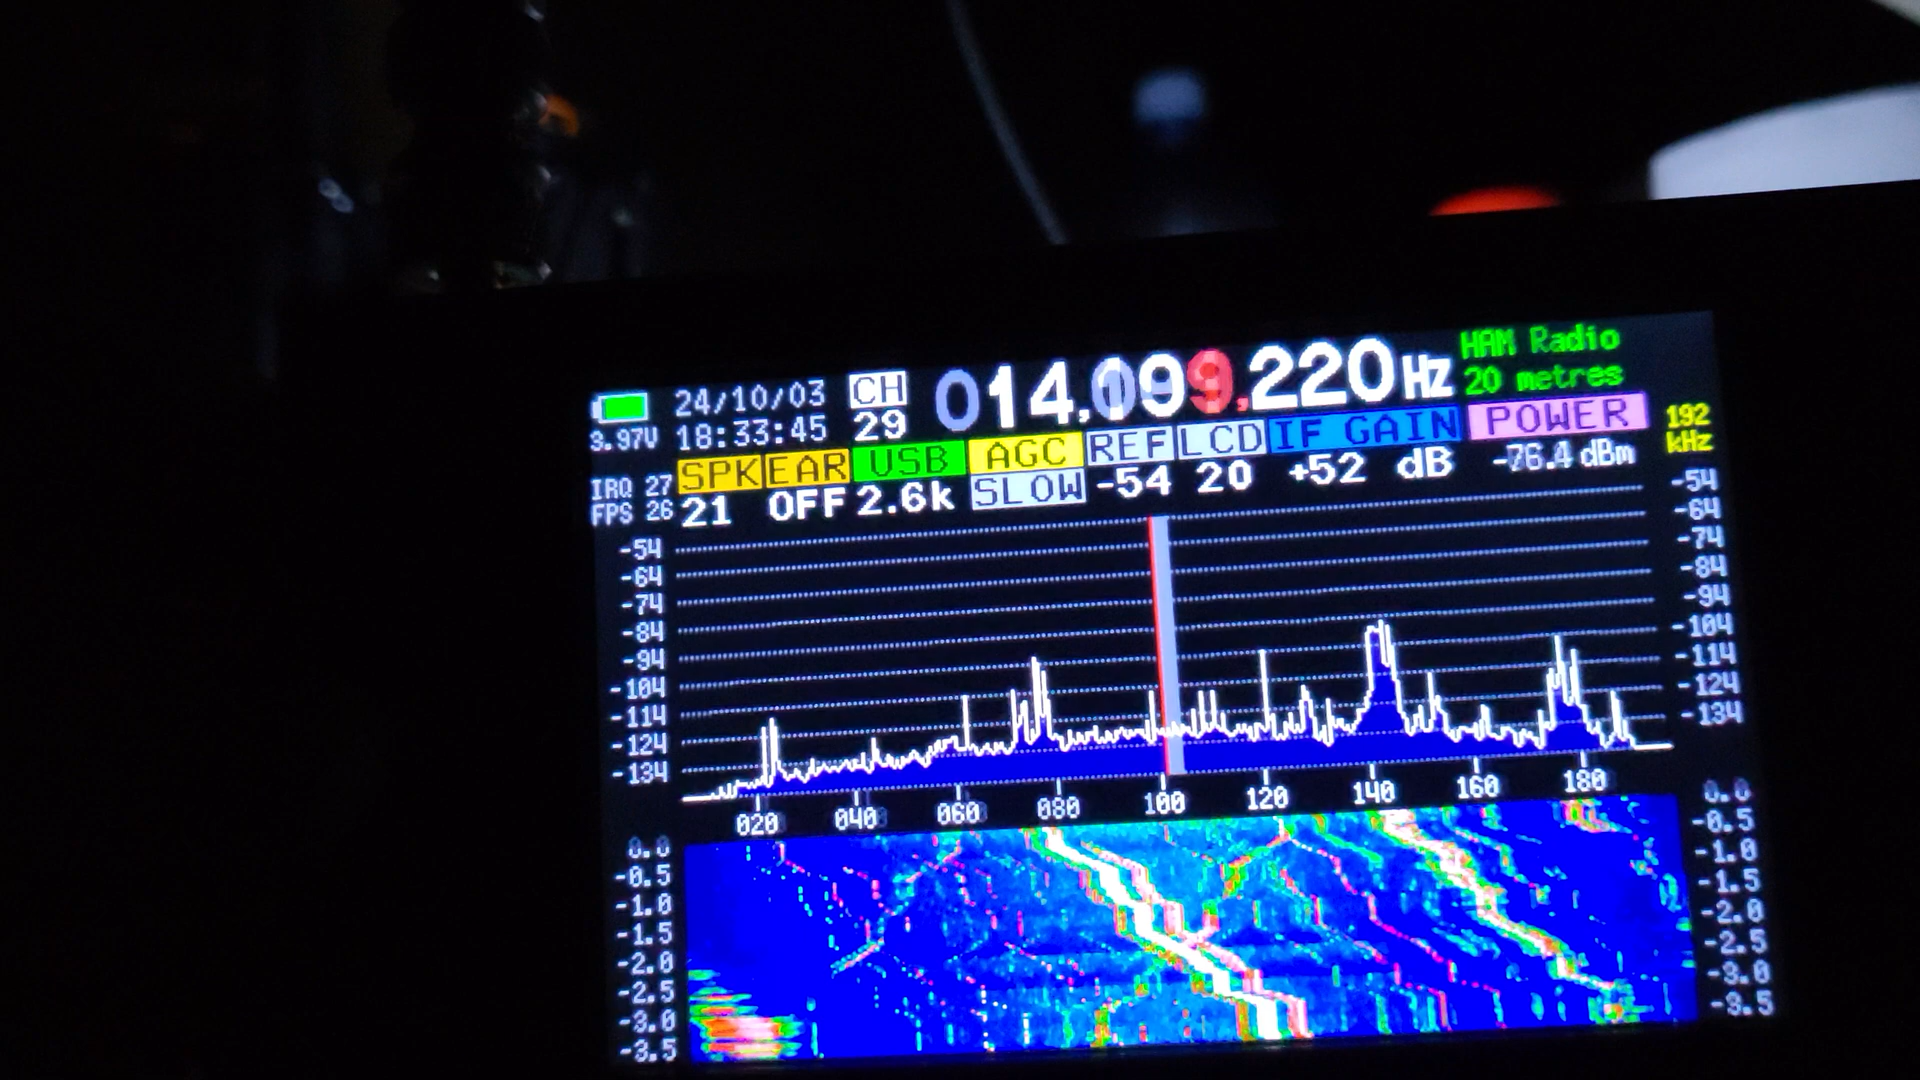 014,099,220Hz
HAM Radio
20 metres
24/10/03
CH
3.97V
18:33:45
29
SPK EAR USB AGC REF LCD IF GAIN POWER
192
kHz
IRQ 27
FPS 26
21 OFF 2.6k SLOW -54 20 +52 dB -76.4 dBm
-54 -54
-64 -64
-74 -74
-84 -84
-94 -94
-104 -104
-114 -114
-124 -124
-134 -134
020 040 060 080 100 120 140 160 180
0.0 0.0
-0.5 -0.5
-1.0 -1.0
-1.5 -1.5
-2.0 -2.0
-2.5 -2.5
-3.0 -3.0
-3.5 -3.5